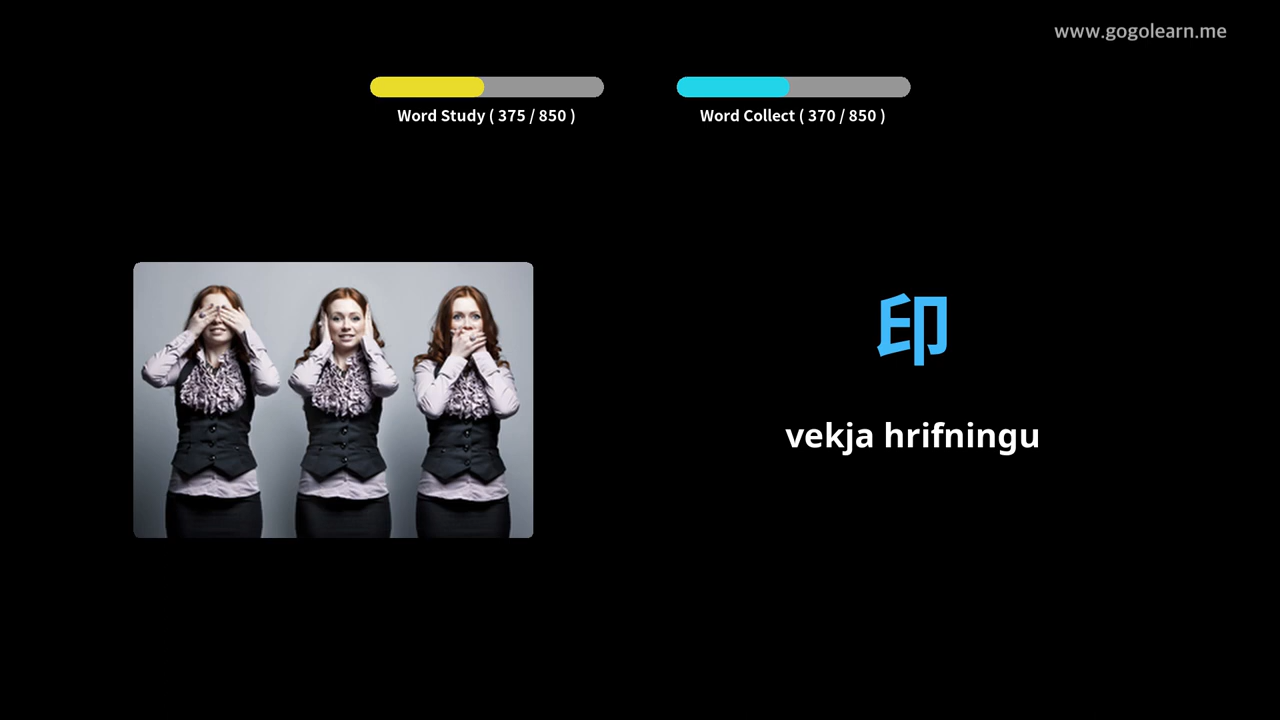 www.gogolearn.me
Word Study ( 375 / 850 )
Word Collect ( 370 / 850 )
印
vekja hrifningu